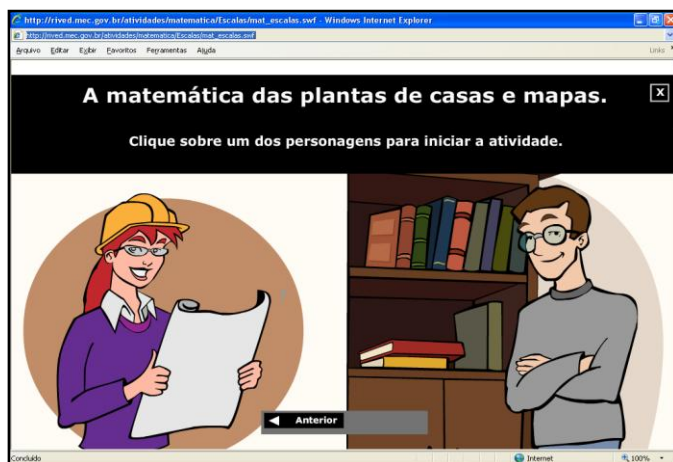 http://rived.mec.gov.br/atividades/matematica/Escalas/mat_escalas.swf - Windows Internet Explorer
http://rived.mec.gov.br/atividades/matematica/Escalas/mat_escalas.swf
Arquivo Editar Exibir Favoritos Ferramentas Ajuda Links
A matemática das plantas de casas e mapas. X
Clique sobre um dos personagens para iniciar a atividade.
Anterior
Concluído Internet 100%